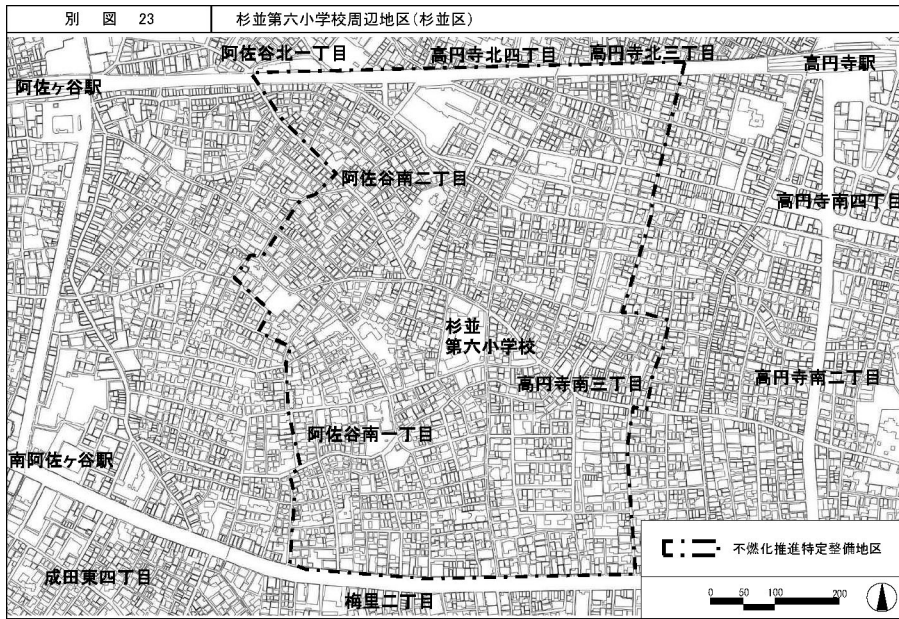 別 図 23
杉並第六小学校周辺地区(杉並区)
阿佐谷北一丁目
高円寺北四丁目
高円寺北三丁目
高円寺駅
阿佐ヶ谷駅
阿佐谷南二丁目
高円寺南四丁目
杉並
第六小学校
高円寺南三丁目
高円寺南二丁目
阿佐谷南一丁目
南阿佐ヶ谷駅
不燃化推進特定整備地区
成田東四丁目
梅里二丁目
0 50 100 200